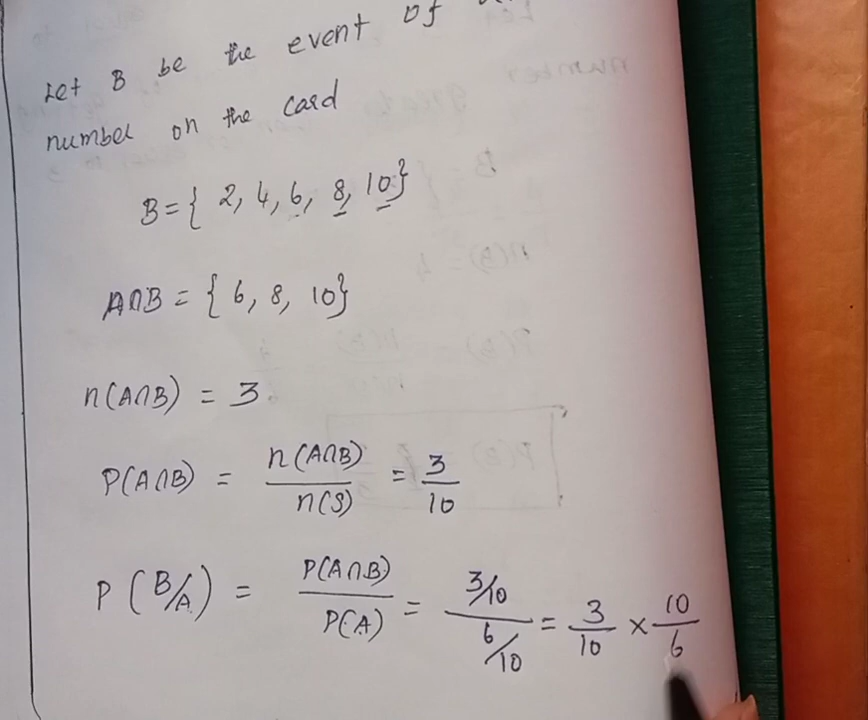 Let B be the event of
number on the card
B = { 2, 4, 6, 8, 10}
A∩B = { 6, 8, 10}
n(A∩B) = 3
P(A∩B) = n(A∩B) / n(S) = 3 / 10
P (B/A) = P(A∩B) / P(A) = 3/10 / 6/10 = 3/10 × 10/6